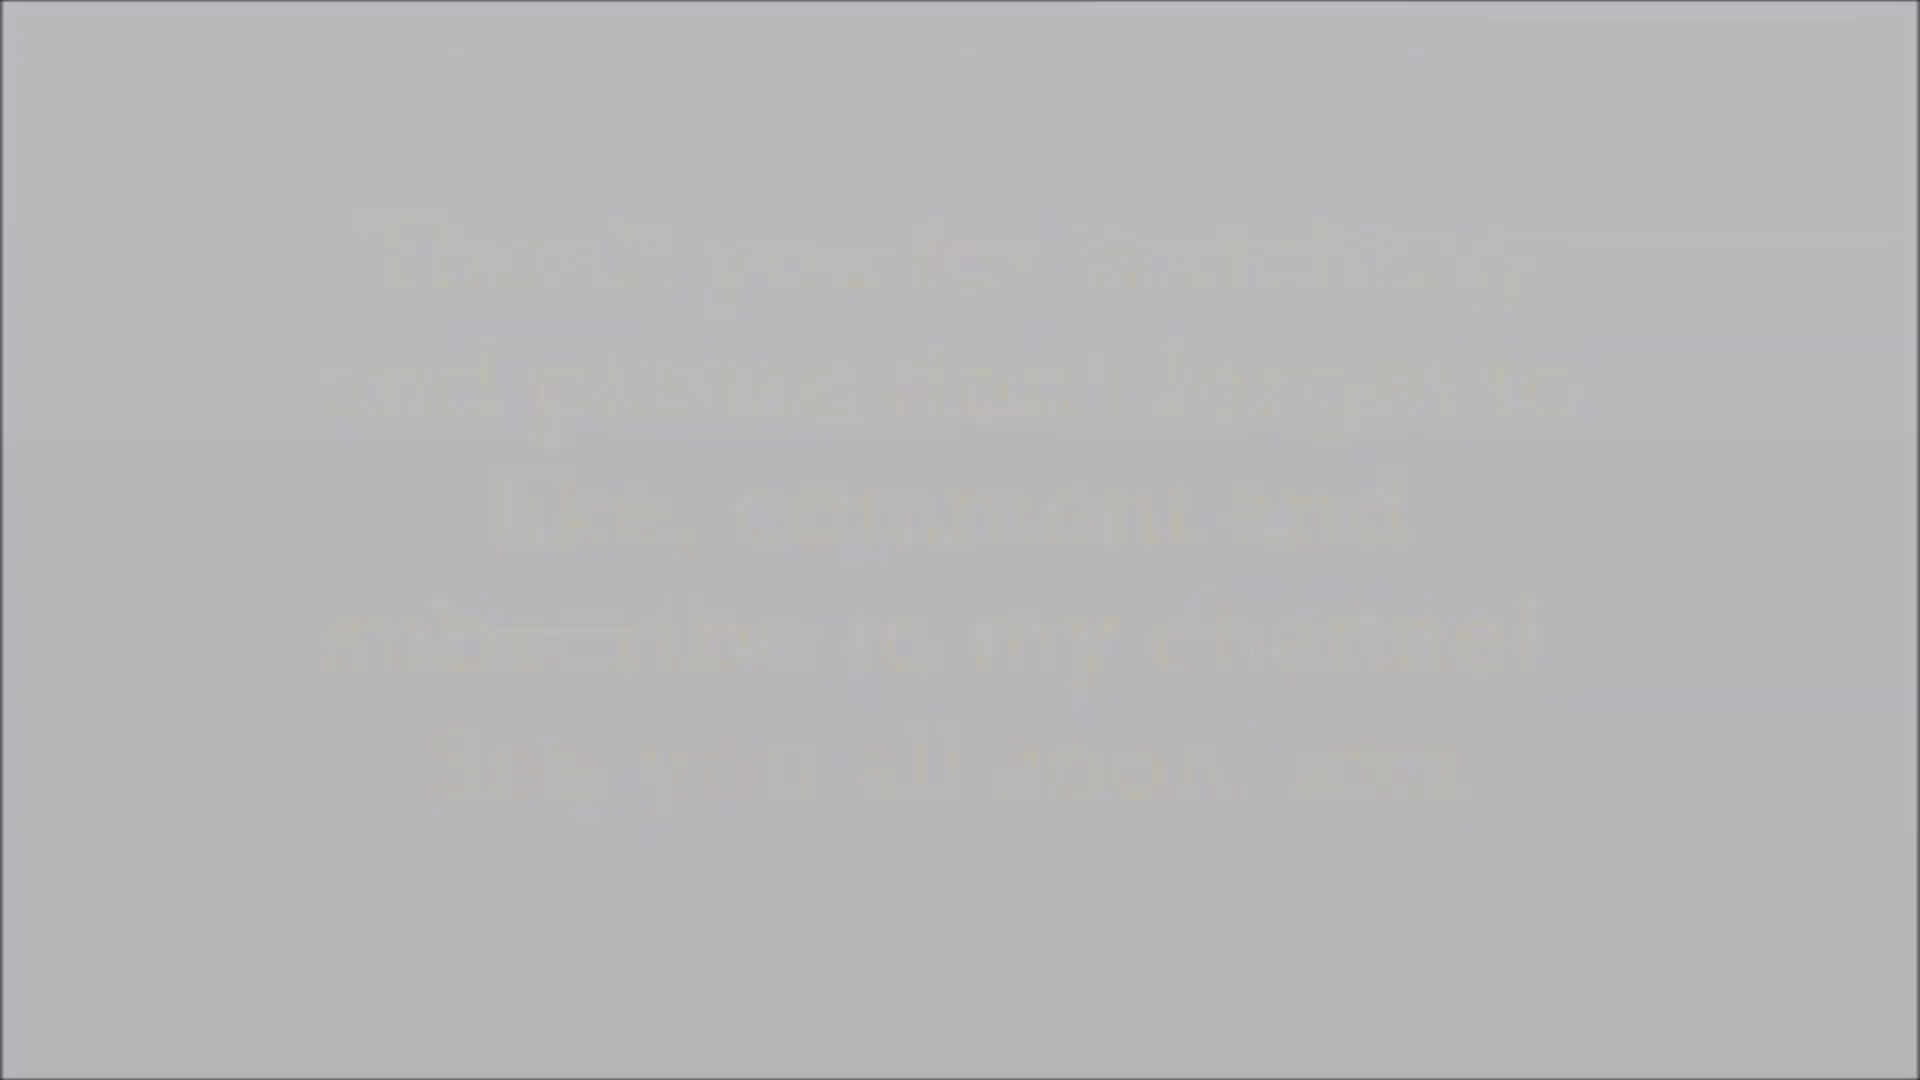 Thank you for watching
and please don't forget to
like, comment and
subscribe to my channel
See you all soon, xxx